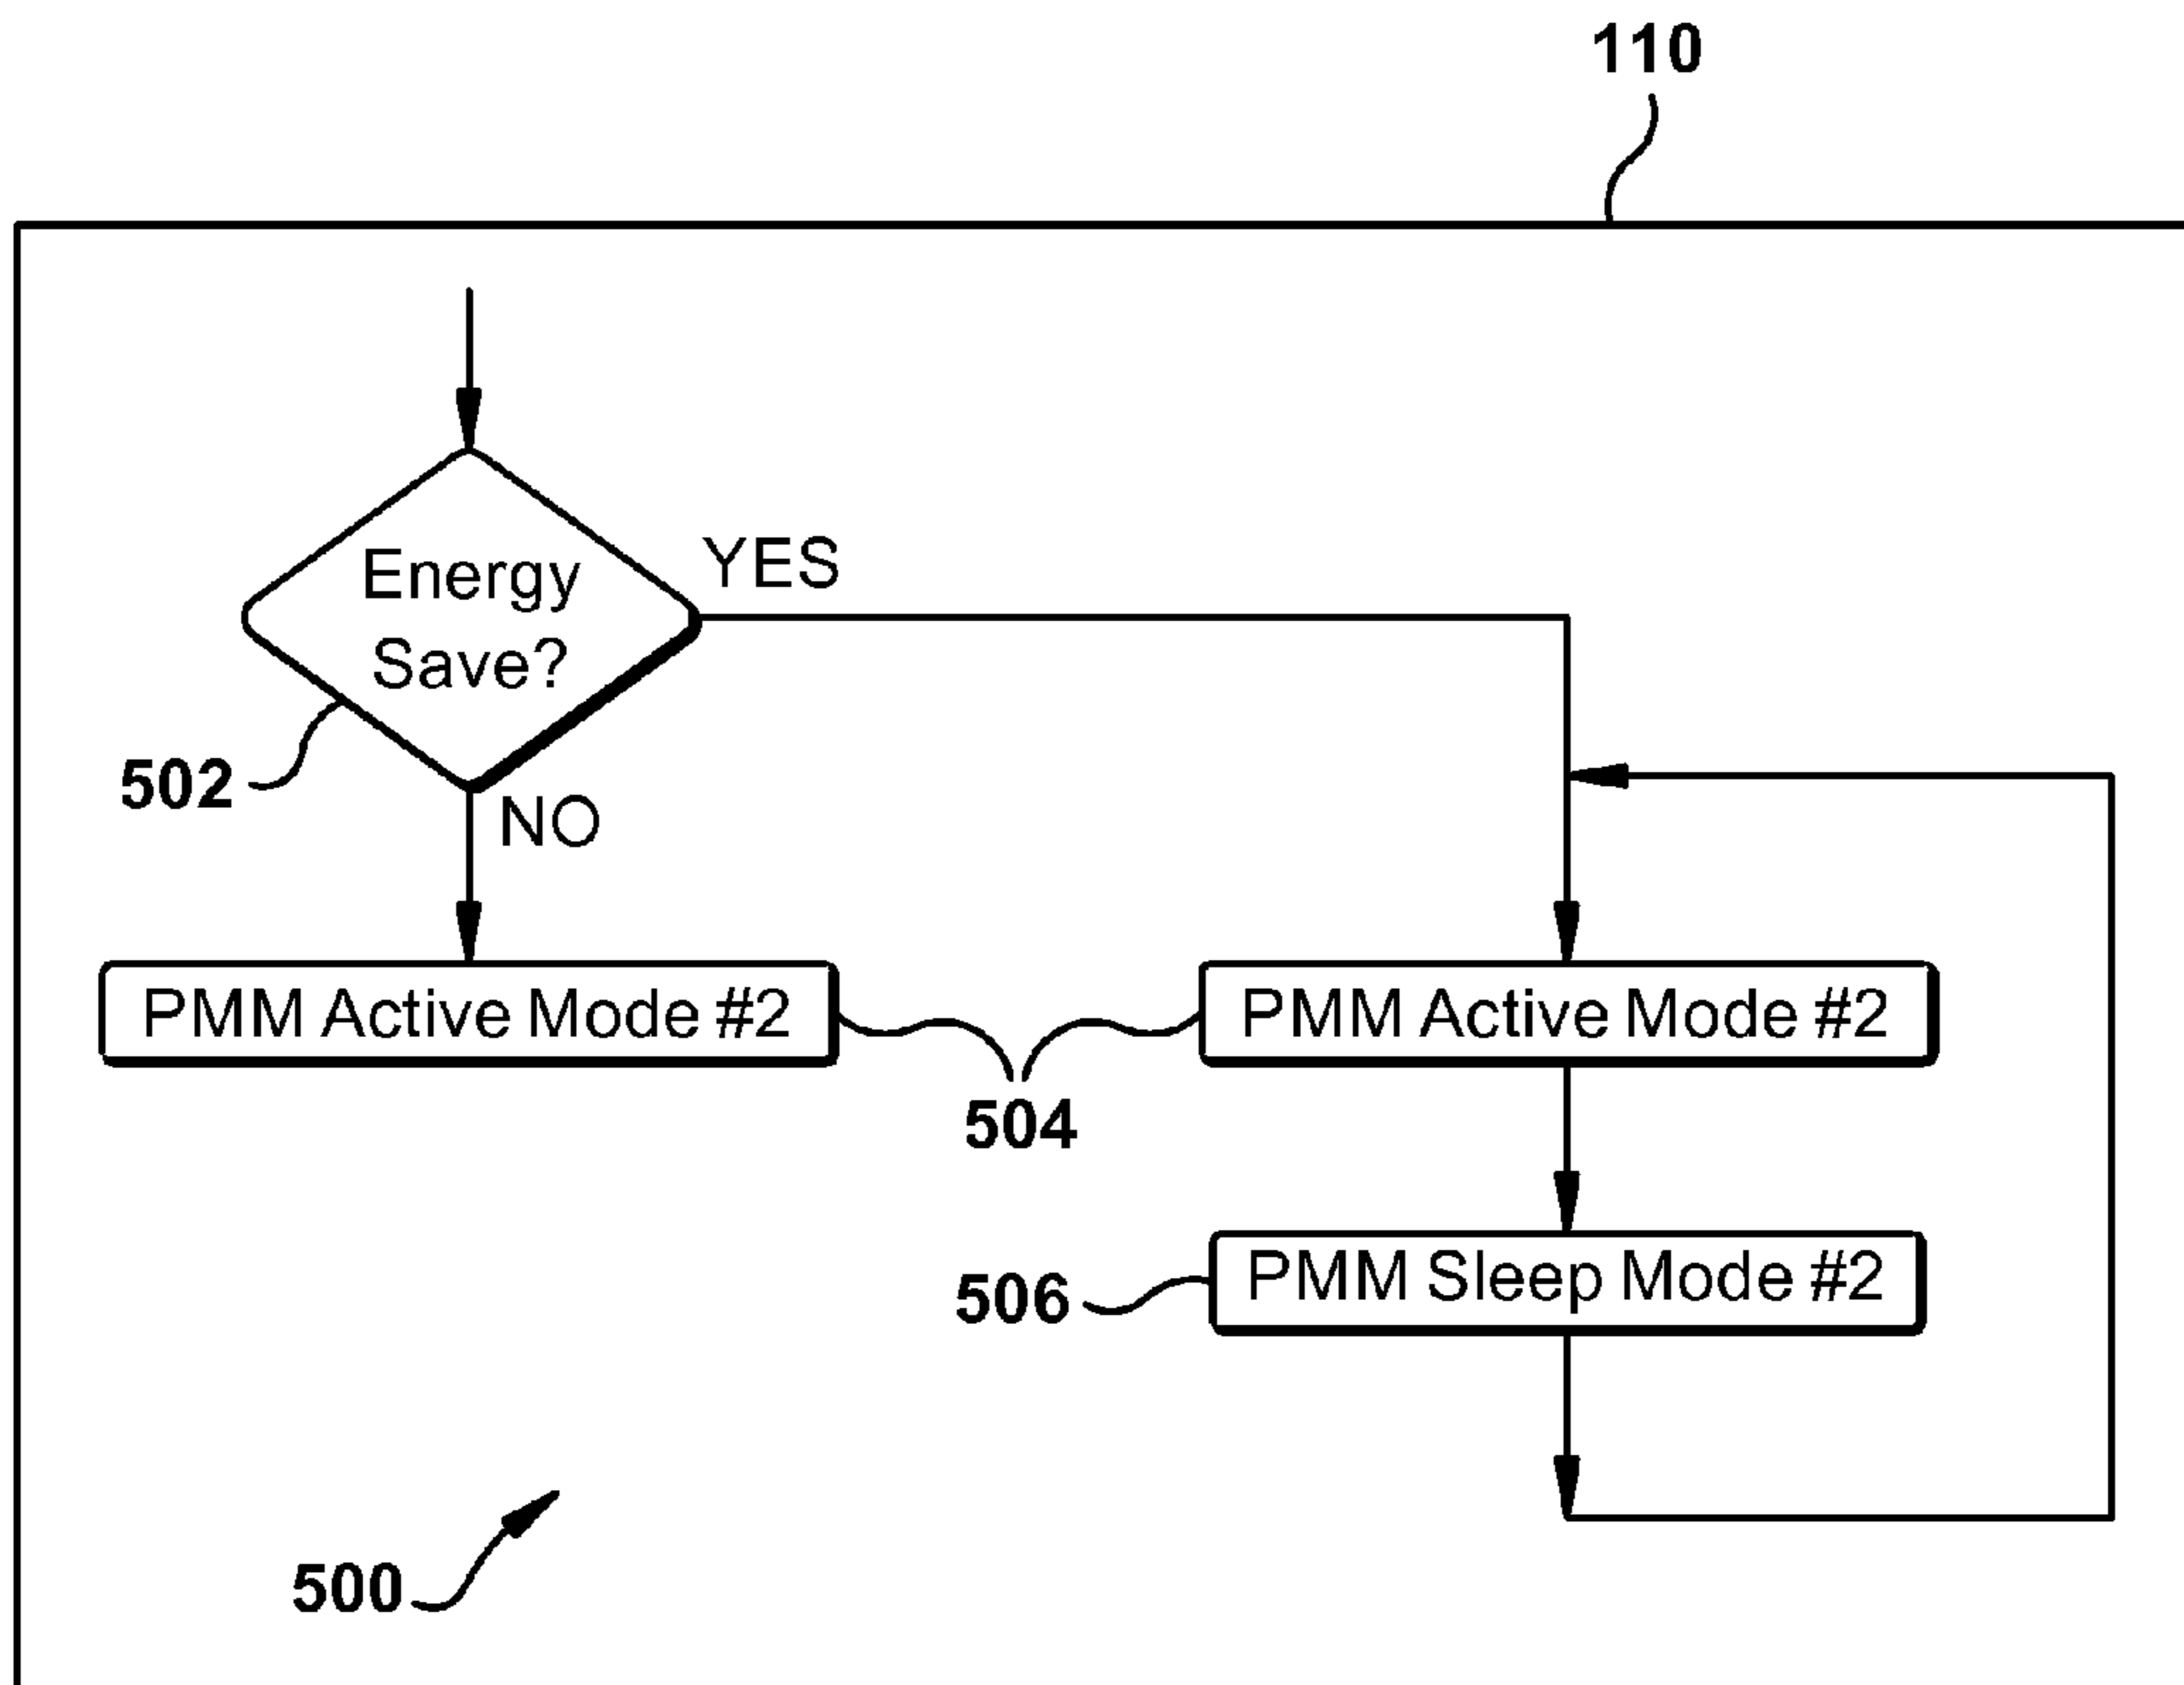 110
Energy
Save?
YES
502
NO
PMM Active Mode #2
PMM Active Mode #2
504
506
PMM Sleep Mode #2
500